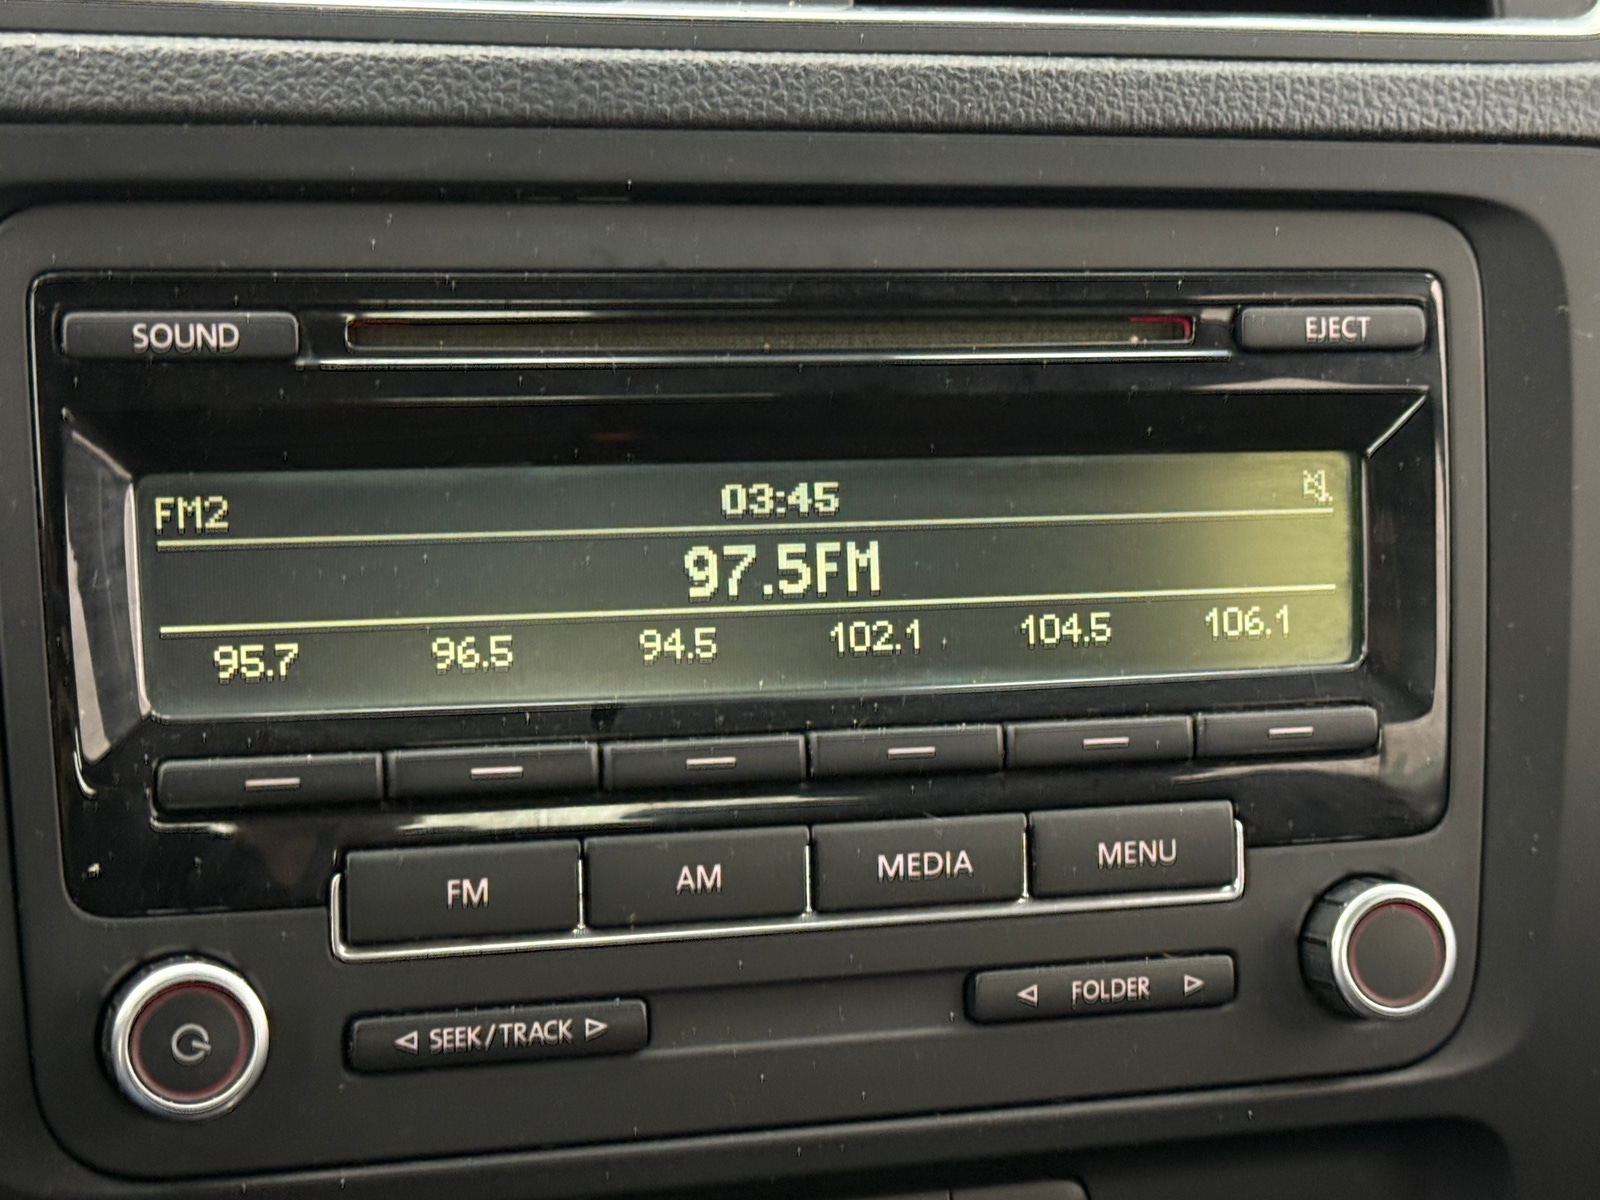 SOUND
EJECT
FM2 03:45
97.5FM
95.7 96.5 94.5 102.1 104.5 106.1
FM AM MEDIA MENU
SEEK/TRACK
FOLDER